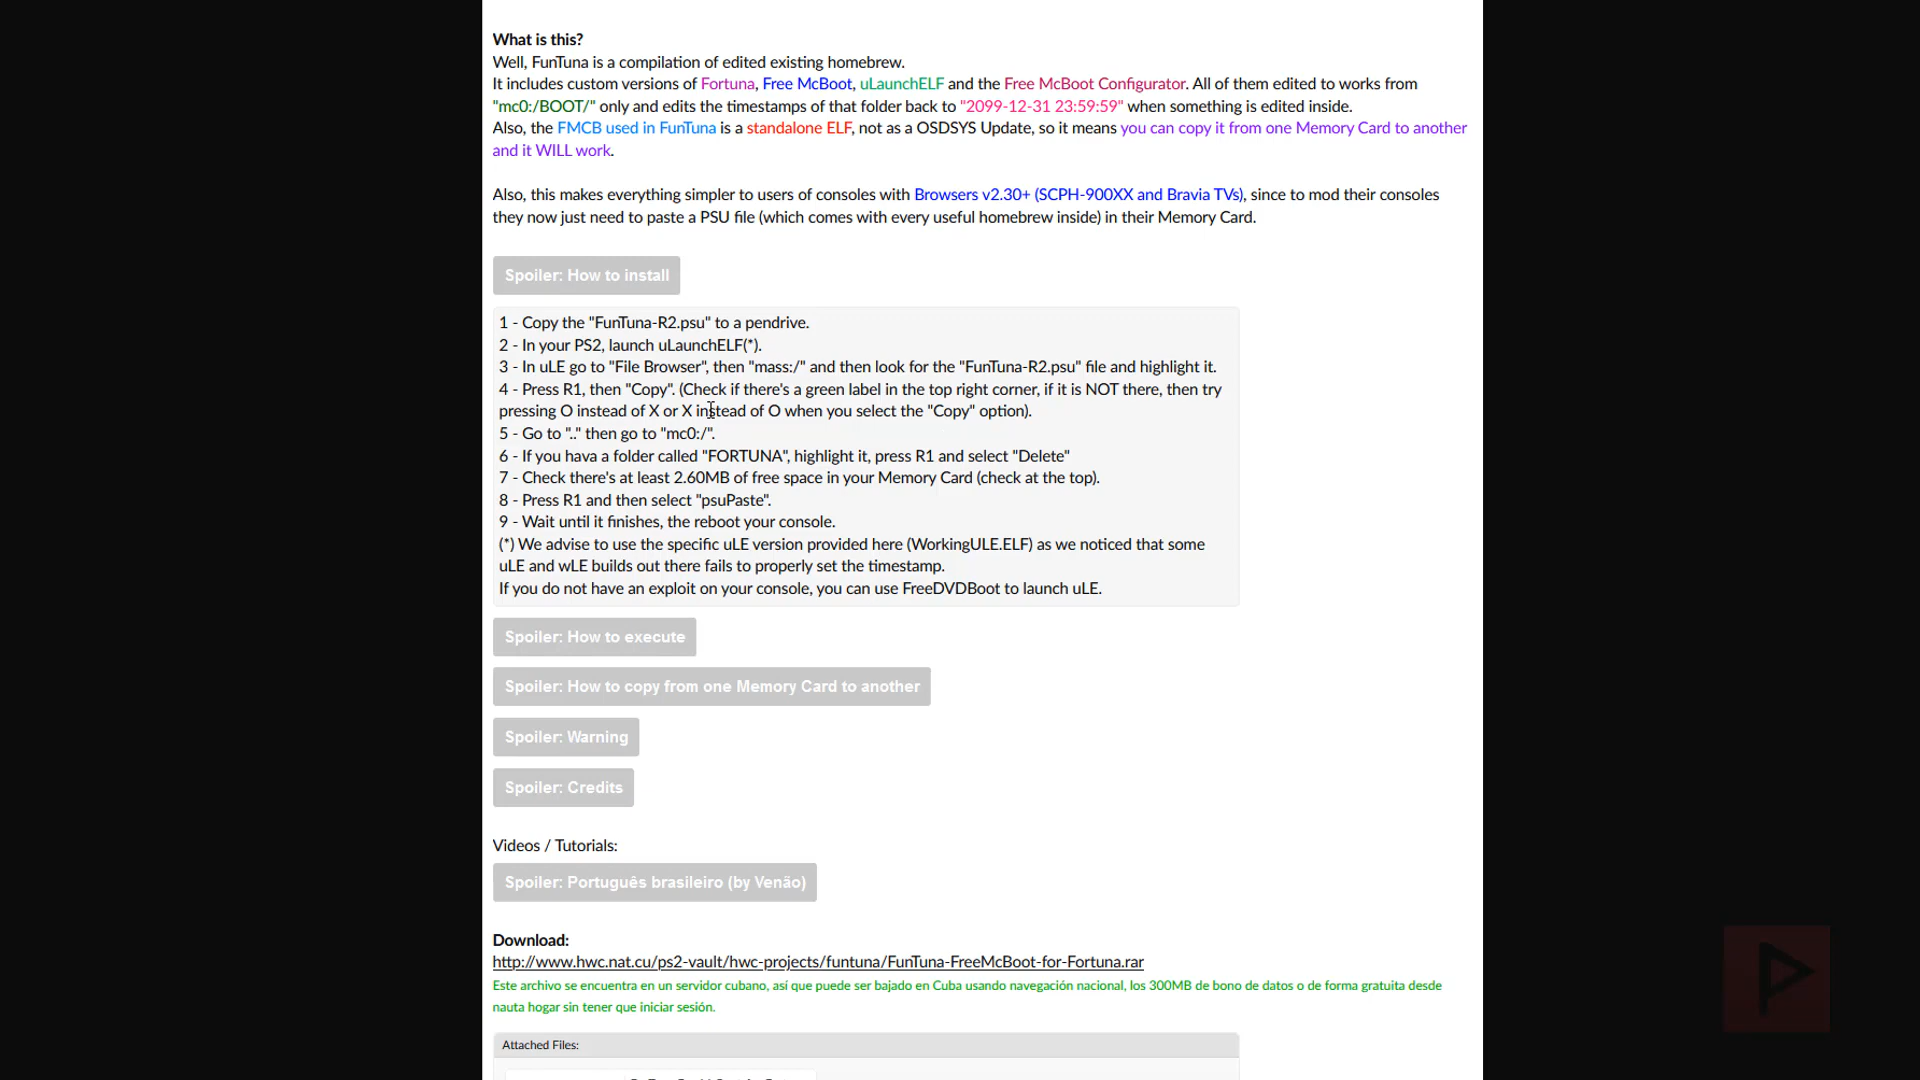 What is this?
Well, FunTuna is a compilation of edited existing homebrew.
It includes custom versions of Fortuna, Free McBoot, uLaunchELF and the Free McBoot Configurator. All of them edited to works from
"mc0:/BOOT/" only and edits the timestamps of that folder back to "2099-12-31 23:59:59" when something is edited inside.
Also, the FMCB used in FunTuna is a standalone ELF, not as a OSDSYS Update, so it means you can copy it from one Memory Card to another
and it WILL work.
Also, this makes everything simpler to users of consoles with Browsers v2.30+ (SCPH-900XX and Bravia TVs), since to mod their consoles
they now just need to paste a PSU file (which comes with every useful homebrew inside) in their Memory Card.
Spoiler: How to install
1 - Copy the "FunTuna-R2.psu" to a pendrive.
2 - In your PS2, launch uLaunchELF(*).
3 - In uLE go to "File Browser", then "mass:/" and then look for the "FunTuna-R2.psu" file and highlight it.
4 - Press R1, then "Copy". (Check if there's a green label in the top right corner, if it is NOT there, then try
pressing O instead of X or X instead of O when you select the "Copy" option).
5 - Go to ".." then go to "mc0:/".
6 - If you hava a folder called "FORTUNA", highlight it, press R1 and select "Delete"
7 - Check there's at least 2.60MB of free space in your Memory Card (check at the top).
8 - Press R1 and then select "psuPaste".
9 - Wait until it finishes, the reboot your console.
(*) We advise to use the specific uLE version provided here (WorkingULE.ELF) as we noticed that some
uLE and wLE builds out there fails to properly set the timestamp.
If you do not have an exploit on your console, you can use FreeDVDBoot to launch uLE.
Spoiler: How to execute
Spoiler: How to copy from one Memory Card to another
Spoiler: Warning
Spoiler: Credits
Videos / Tutorials:
Spoiler: Português brasileiro (by Venão)
Download:
http://www.hwc.nat.cu/ps2-vault/hwc-projects/funtuna/FunTuna-FreeMcBoot-for-Fortuna.rar
Este archivo se encuentra en un servidor cubano, así que puede ser bajado en Cuba usando navegación nacional, los 300MB de bono de datos o de forma gratuita desde
nauta hogar sin tener que iniciar sesión.
Attached Files: